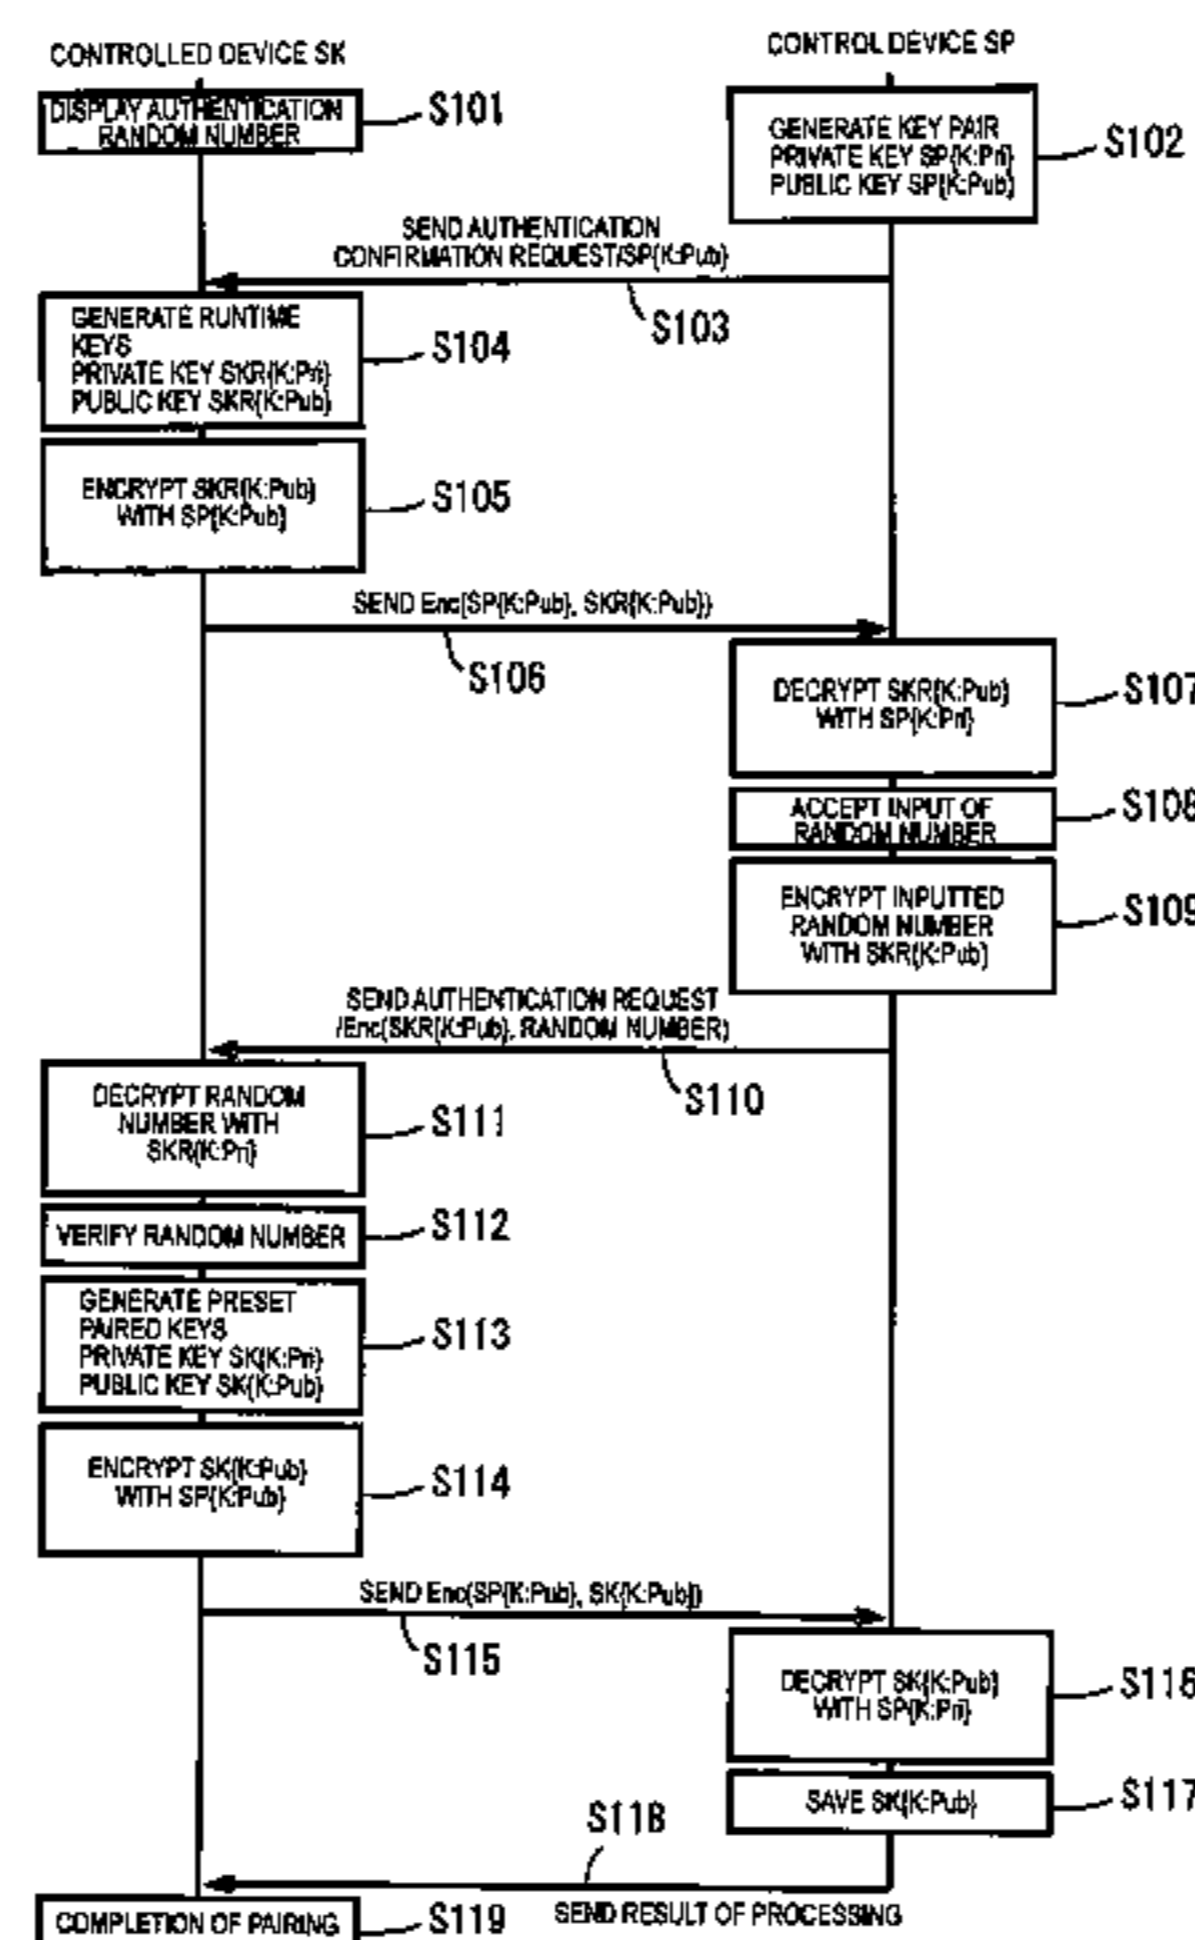 CONTROLLED DEVICE SK
CONTROL DEVICE SP
DISPLAY AUTHENTICATION
RANDOM NUMBER
S101
GENERATE KEY PAIR
PRIVATE KEY SP{K:Pri}
PUBLIC KEY SP{K:Pub}
S102
SEND AUTHENTICATION
CONFIRMATION REQUEST/SP{K:Pub}
S103
GENERATE RUNTIME
KEYS
PRIVATE KEY SKR{K:Pri}
PUBLIC KEY SKR{K:Pub}
S104
ENCRYPT SKR{K:Pub}
WITH SP{K:Pub}
S105
SEND Enc(SP{K:Pub}, SKR{K:Pub})
S106
DECRYPT SKR{K:Pub}
WITH SP{K:Pri}
S107
ACCEPT INPUT OF
RANDOM NUMBER
S108
ENCRYPT INPUTTED
RANDOM NUMBER
WITH SKR{K:Pub}
S109
SEND AUTHENTICATION REQUEST
/Enc(SKR{K:Pub}, RANDOM NUMBER)
S110
DECRYPT RANDOM
NUMBER WITH
SKR{K:Pri}
S111
VERIFY RANDOM NUMBER
S112
GENERATE PRESET
PAIRED KEYS
PRIVATE KEY SK{K:Pri}
PUBLIC KEY SK{K:Pub}
S113
ENCRYPT SK{K:Pub}
WITH SP{K:Pub}
S114
SEND Enc(SP{K:Pub}, SK{K:Pub})
S115
DECRYPT SK{K:Pub}
WITH SP{K:Pri}
S116
SAVE SK{K:Pub}
S117
S118
SEND RESULT OF PROCESSING
COMPLETION OF PAIRING
S119